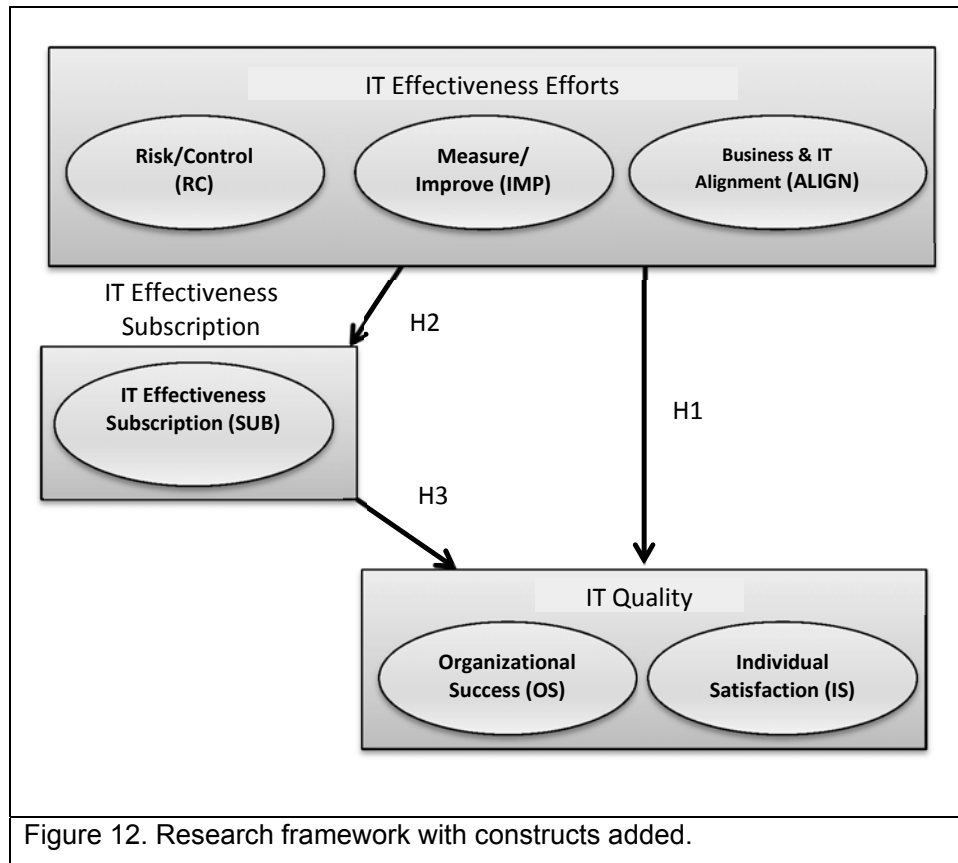 IT Effectiveness Efforts
Risk/Control
(RC)
Measure/
Improve (IMP)
Business & IT
Alignment (ALIGN)
IT Effectiveness
Subscription
H2
IT Effectiveness
Subscription (SUB)
H1
H3
IT Quality
Organizational
Success (OS)
Individual
Satisfaction (IS)
Figure 12. Research framework with constructs added.